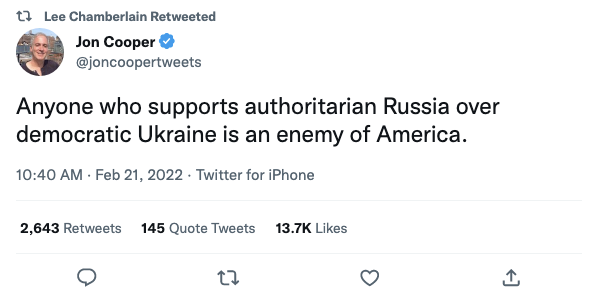 Lee Chamberlain Retweeted
Jon Cooper
@joncoopertweets
Anyone who supports authoritarian Russia over
democratic Ukraine is an enemy of America.
10:40 AM · Feb 21, 2022 · Twitter for iPhone
2,643 Retweets 145 Quote Tweets 13.7K Likes